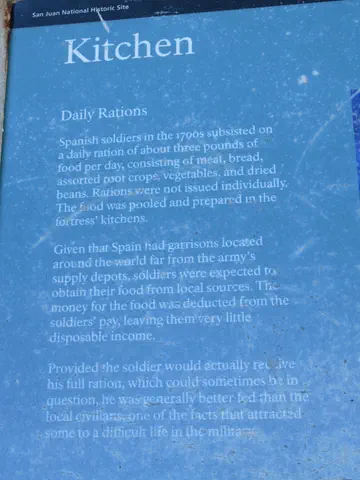 San Juan National Historic Site
Kitchen
Daily Rations
Spanish soldiers in the 1790s subsisted on
a daily ration of about three pounds of
food per day, consisting of meat, bread,
assorted root crops, vegetables, and dried
beans. Rations were not issued individually.
The food was pooled and prepared in the
fortress' kitchens.
Given that Spain had garrisons located
around the world far from the army's
supply depots, soldiers were expected to
obtain their food from local sources. The
money for the food was deducted from the
soldiers' pay, leaving them very little
disposable income.
Provided the soldier would actually receive
his full ration, which could sometimes be in
question, he was generally better fed than the
local civilians, one of the facts that attracted
some to a difficult life in the military.